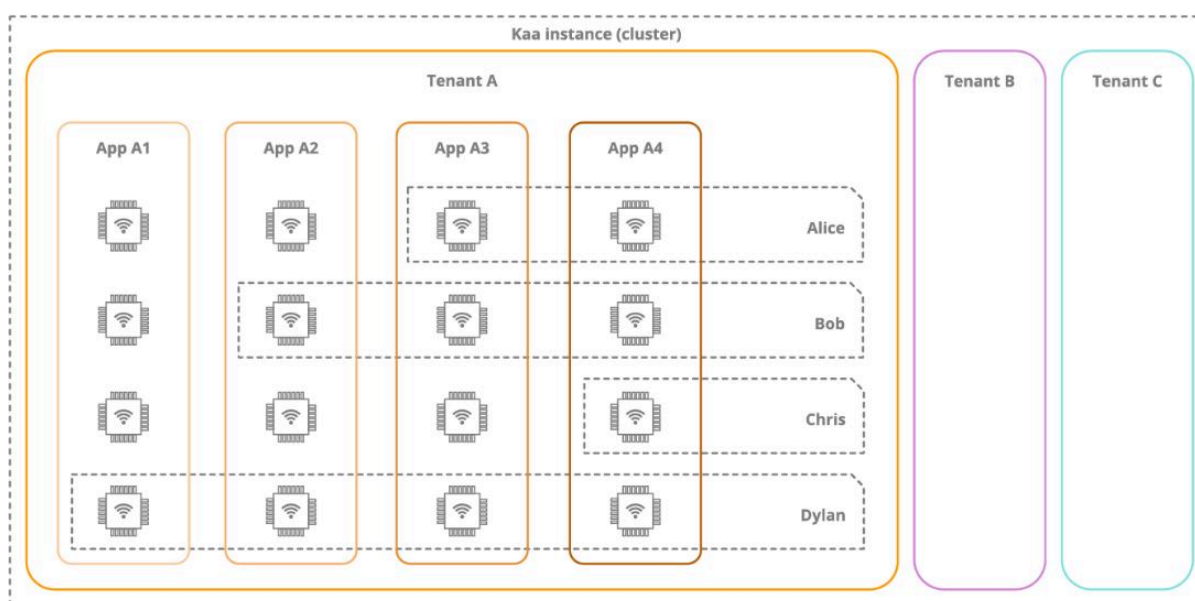 Kaa instance (cluster)
Tenant A
Tenant B
Tenant C
App A1
App A2
App A3
App A4
Alice
Bob
Chris
Dylan